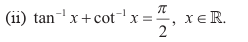 (ii) tan⁻¹ x + cot⁻¹ x = π/2, x ∈ ℝ.